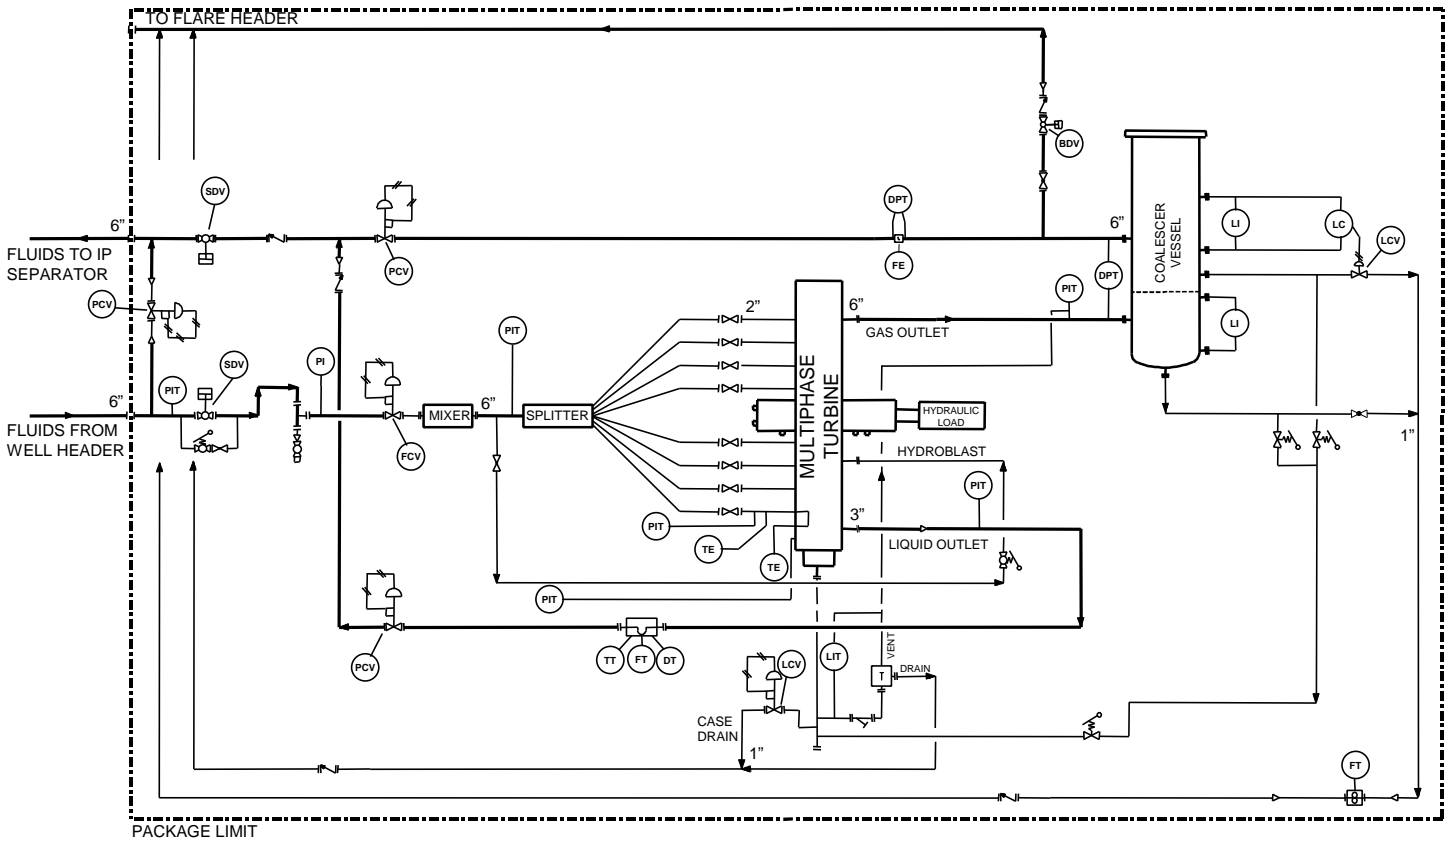 TO FLARE HEADER
BDV
SDV
DPT
6”
6”
FLUIDS TO IP
SEPARATOR
PCV
FE
COALESCER
VESSEL
LI
LC
LCV
DPT
PIT
PCV
2”
6”
GAS OUTLET
LI
PIT
PI
SDV
PIT
6”
FLUIDS FROM
WELL HEADER
FCV
MIXER
6”
SPLITTER
MULTIPHASE
TURBINE
HYDRAULIC
LOAD
1”
HYDROBLAST
PIT
3”
LIQUID OUTLET
PIT
TE
TE
PIT
PCV
TT
FT
DT
LCV
LIT
VENT
T
DRAIN
CASE
DRAIN
1”
FT
PACKAGE LIMIT